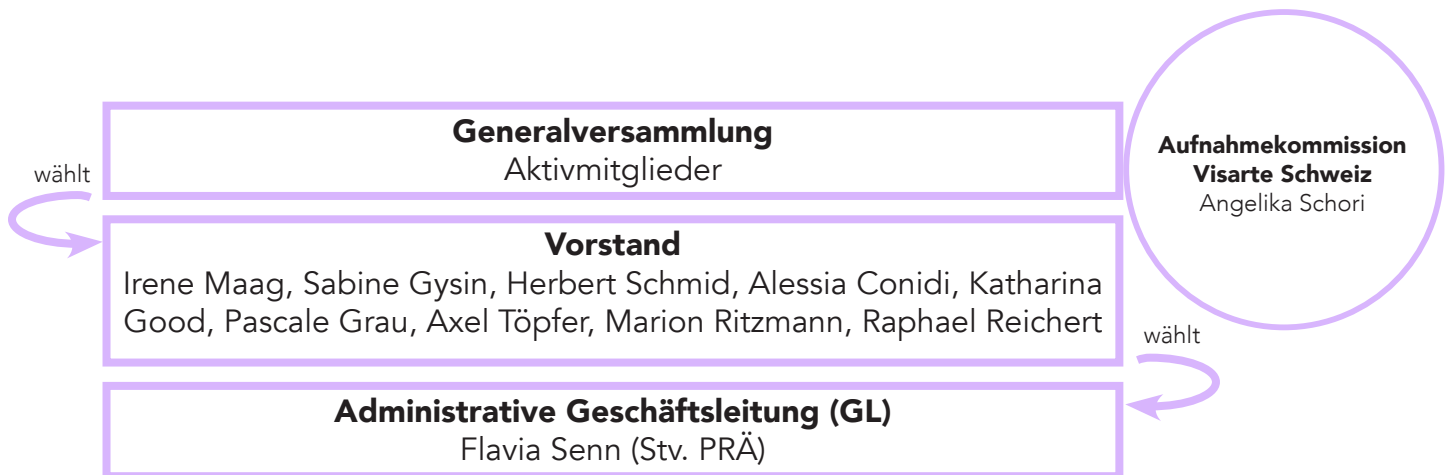 Generalversammlung
Aktivmitglieder
wählt
Aufnahmekommission
Visarte Schweiz
Angelika Schori
Vorstand
Irene Maag, Sabine Gysin, Herbert Schmid, Alessia Conidi, Katharina
Good, Pascale Grau, Axel Töpfer, Marion Ritzmann, Raphael Reichert
wählt
Administrative Geschäftsleitung (GL)
Flavia Senn (Stv. PRÄ)